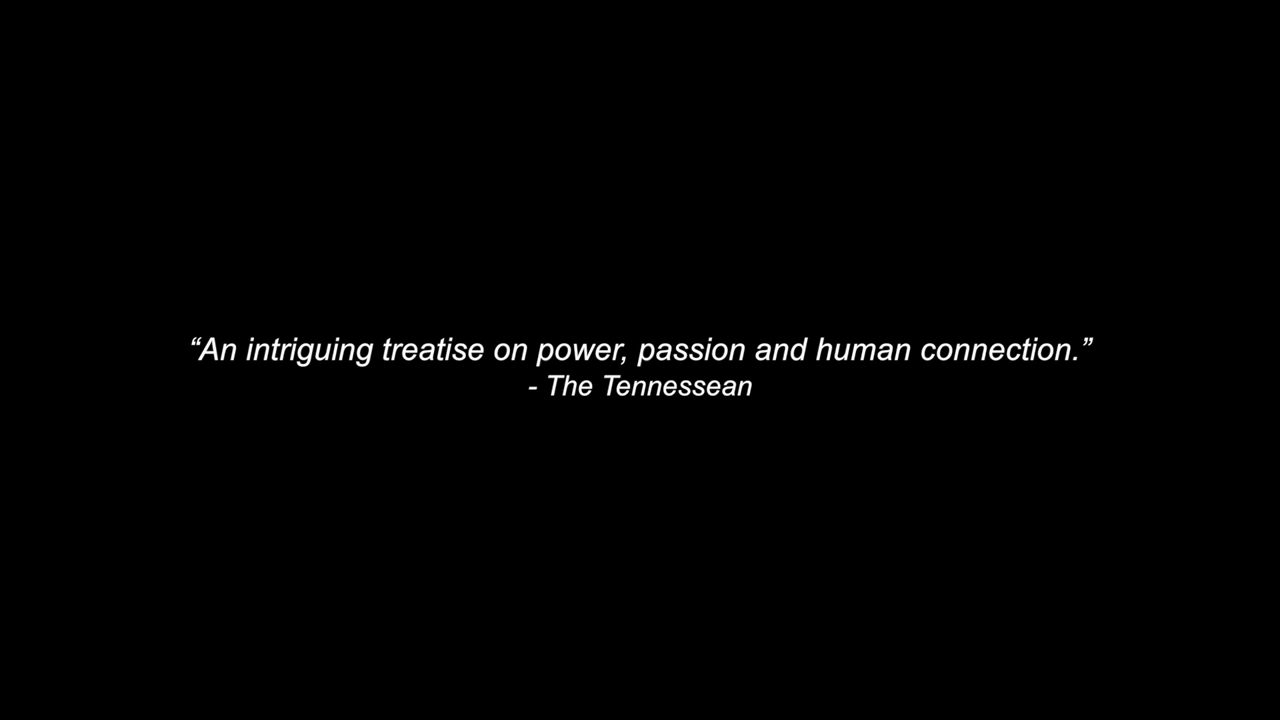 “An intriguing treatise on power, passion and human connection.”
- The Tennessean